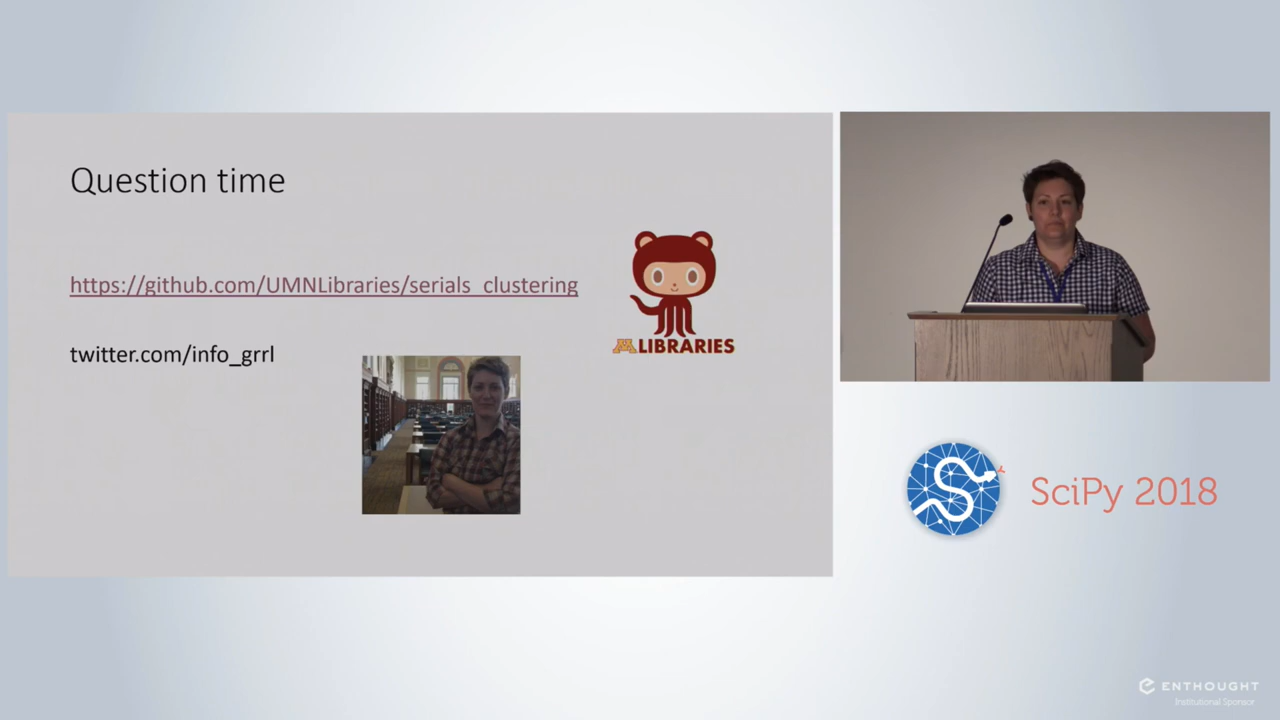 Question time
https://github.com/UMNLibraries/serials_clustering
twitter.com/info_grrl
M LIBRARIES
SciPy 2018
ENTHOUGHT
Institutional Sponsor